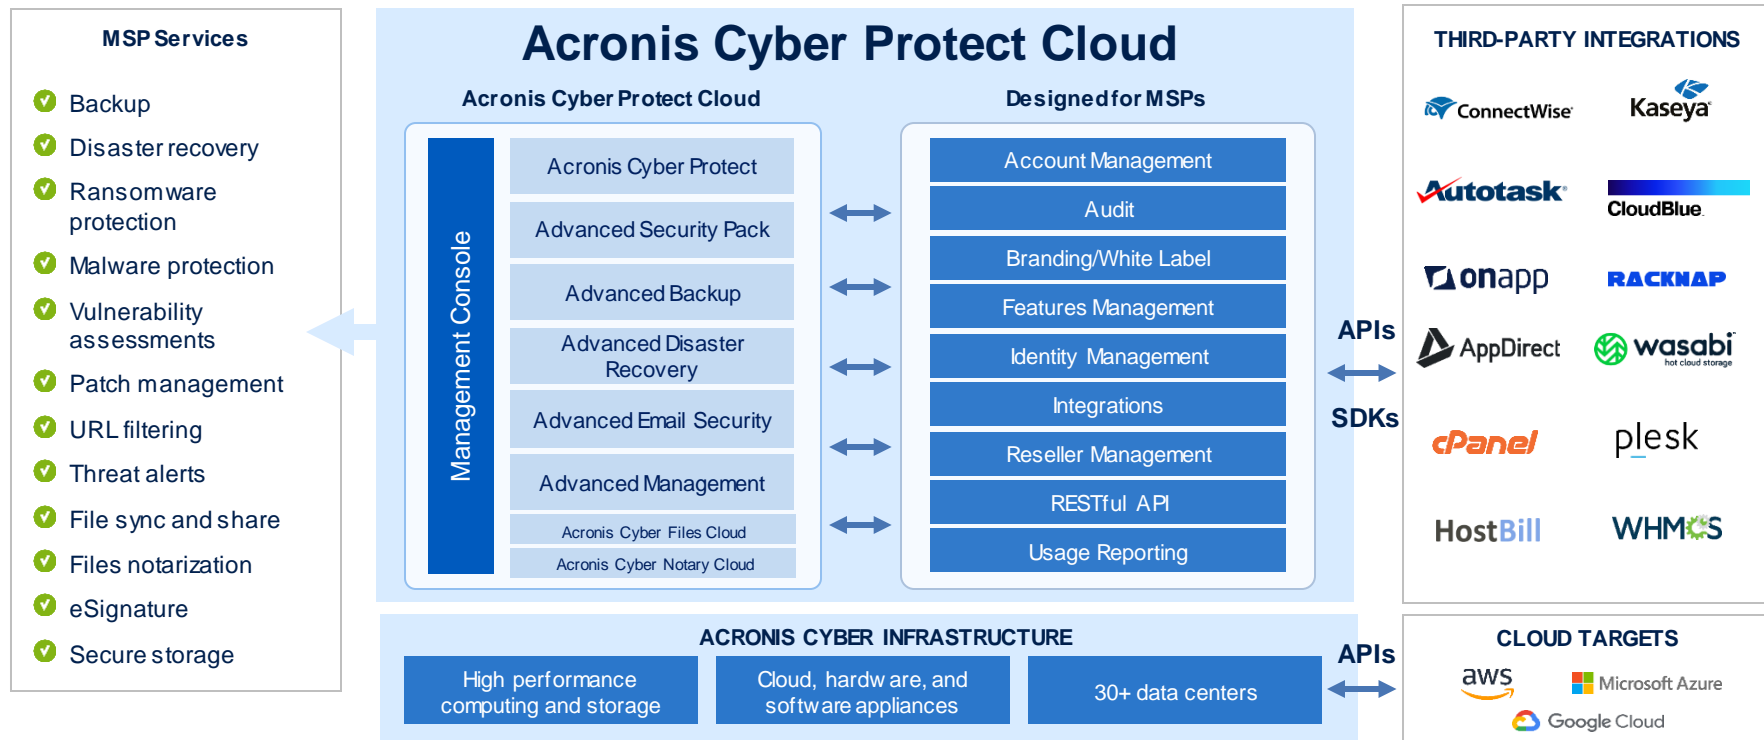 MSP Services
Backup
Disaster recovery
Ransomware
protection
Malware protection
Vulnerability
assessments
Patch management
URL filtering
Threat alerts
File sync and share
Files notarization
eSignature
Secure storage
Acronis Cyber Protect Cloud
Acronis Cyber Protect Cloud
Management Console
Acronis Cyber Protect
Advanced Security Pack
Advanced Backup
Advanced Disaster
Recovery
Advanced Email Security
Advanced Management
Acronis Cyber Files Cloud
Acronis Cyber Notary Cloud
Designed for MSPs
Account Management
Audit
Branding/White Label
Features Management
Identity Management
Integrations
Reseller Management
RESTful API
Usage Reporting
APIs
SDKs
THIRD-PARTY INTEGRATIONS
ConnectWise
Kaseya
Autotask
CloudBlue
onapp
RACKNAP
AppDirect
wasabi
hot cloud storage
cPanel
plesk
HostBill
WHMCS
ACRONIS CYBER INFRASTRUCTURE
High performance
computing and storage
Cloud, hardware, and
software appliances
30+ data centers
APIs
CLOUD TARGETS
aws
Microsoft Azure
Google Cloud